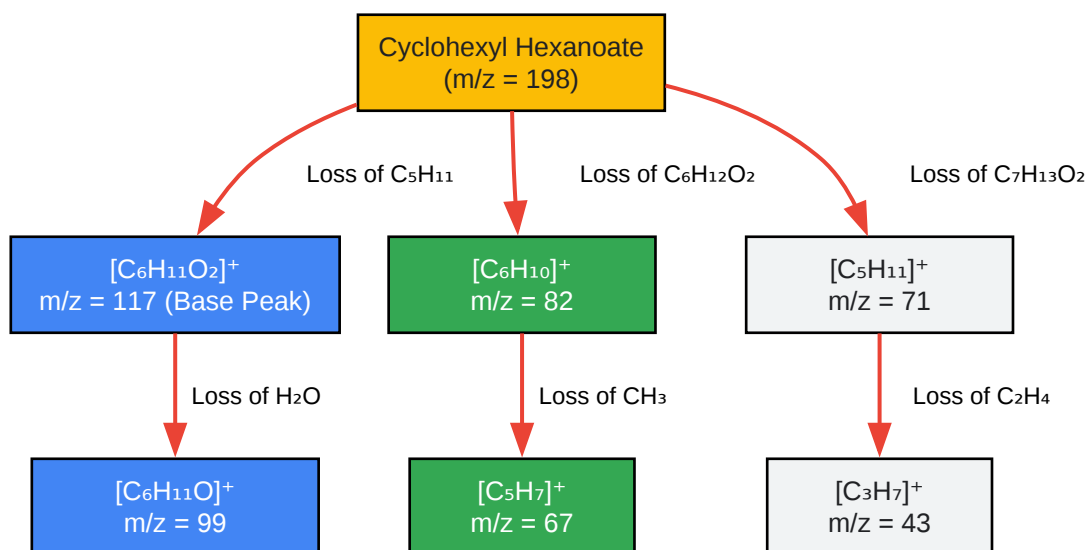 Cyclohexyl Hexanoate
(m/z = 198)
Loss of C₅H₁₁
Loss of C₆H₁₂O₂
Loss of C₇H₁₃O₂
[C₆H₁₁O₂]⁺
m/z = 117 (Base Peak)
[C₆H₁₀]⁺
m/z = 82
[C₅H₁₁]⁺
m/z = 71
Loss of H₂O
Loss of CH₃
Loss of C₂H₄
[C₆H₁₁O]⁺
m/z = 99
[C₅H₇]⁺
m/z = 67
[C₃H₇]⁺
m/z = 43